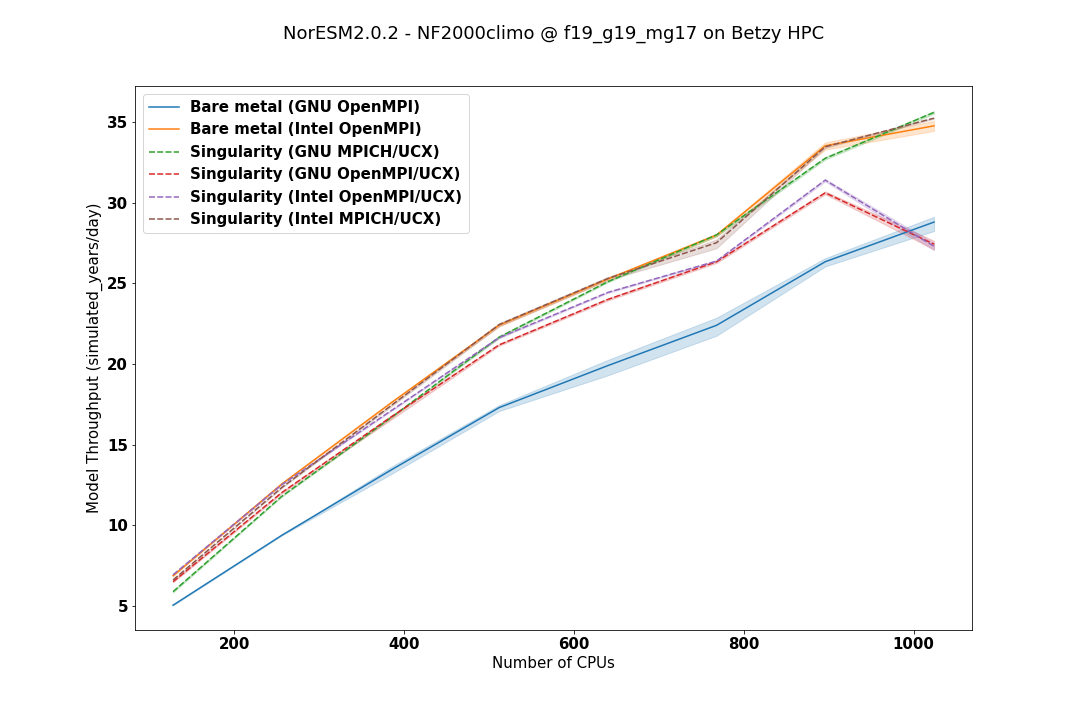 NorESM2.0.2 - NF2000climo @ f19_g19_mg17 on Betzy HPC
Bare metal (GNU OpenMPI)
Bare metal (Intel OpenMPI)
Singularity (GNU MPICH/UCX)
Singularity (GNU OpenMPI/UCX)
Singularity (Intel OpenMPI/UCX)
Singularity (Intel MPICH/UCX)
Model Throughput (simulated_years/day)
35
30
25
20
15
10
5
200 400 600 800 1000
Number of CPUs